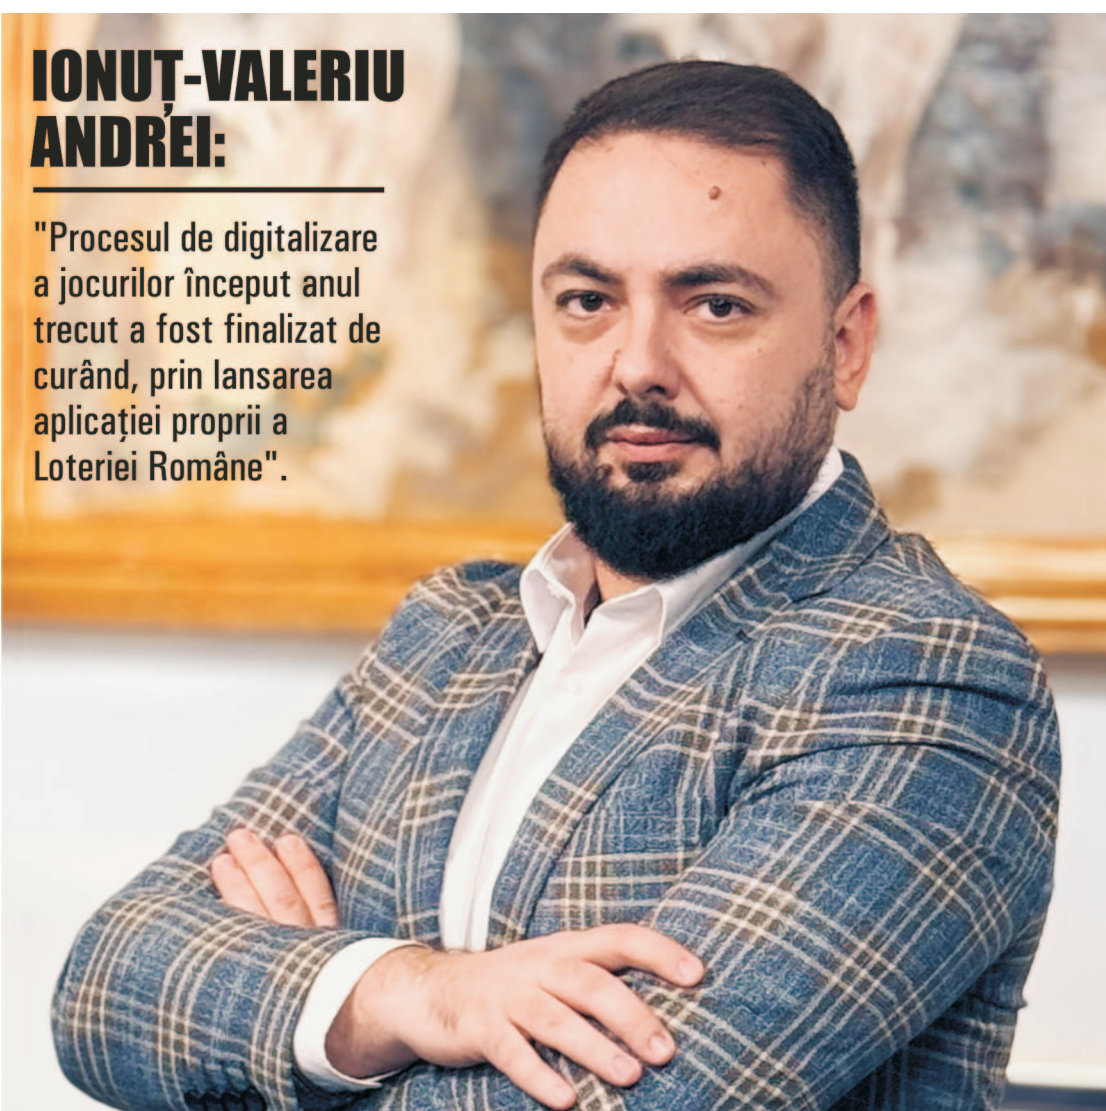 IONUȚ-VALERIU
ANDREI:
"Procesul de digitalizare
a jocurilor început anul
trecut a fost finalizat de
curând, prin lansarea
aplicației proprii a
Loteriei Române".